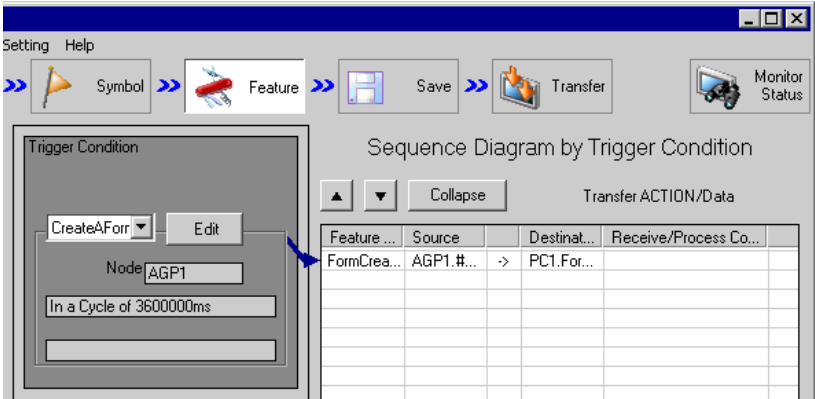 Setting Help
Symbol Feature Save Transfer Monitor Status
Trigger Condition
Sequence Diagram by Trigger Condition
Collapse Transfer ACTION/Data
CreateAForr Edit
Feature ... Source Destinat... Receive/Process Co...
FormCrea... AGP1.#... -> PC1.For...
Node AGP1
In a Cycle of 3600000ms